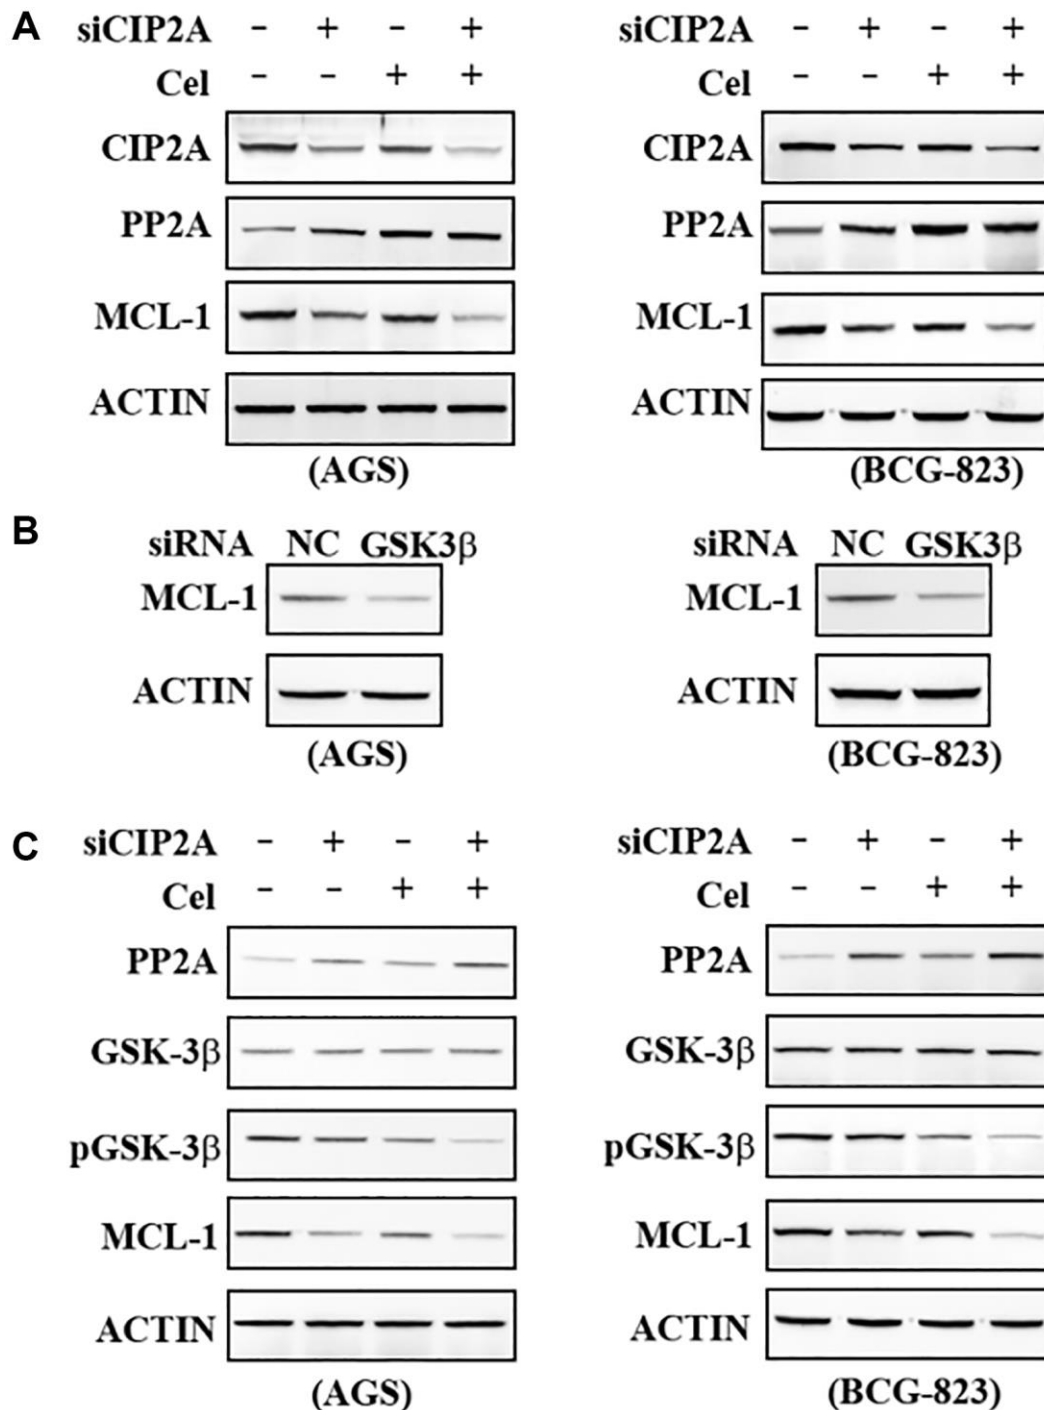 A
siCIP2A - + - + siCIP2A - + - +
Cel - - + + Cel - - + +
CIP2A CIP2A
PP2A PP2A
MCL-1 MCL-1
ACTIN ACTIN
(AGS) (BCG-823)
B
siRNA NC GSK3β siRNA NC GSK3β
MCL-1 MCL-1
ACTIN ACTIN
(AGS) (BCG-823)
C
siCIP2A - + - + siCIP2A - + - +
Cel - - + + Cel - - + +
PP2A PP2A
GSK-3β GSK-3β
pGSK-3β pGSK-3β
MCL-1 MCL-1
ACTIN ACTIN
(AGS) (BCG-823)